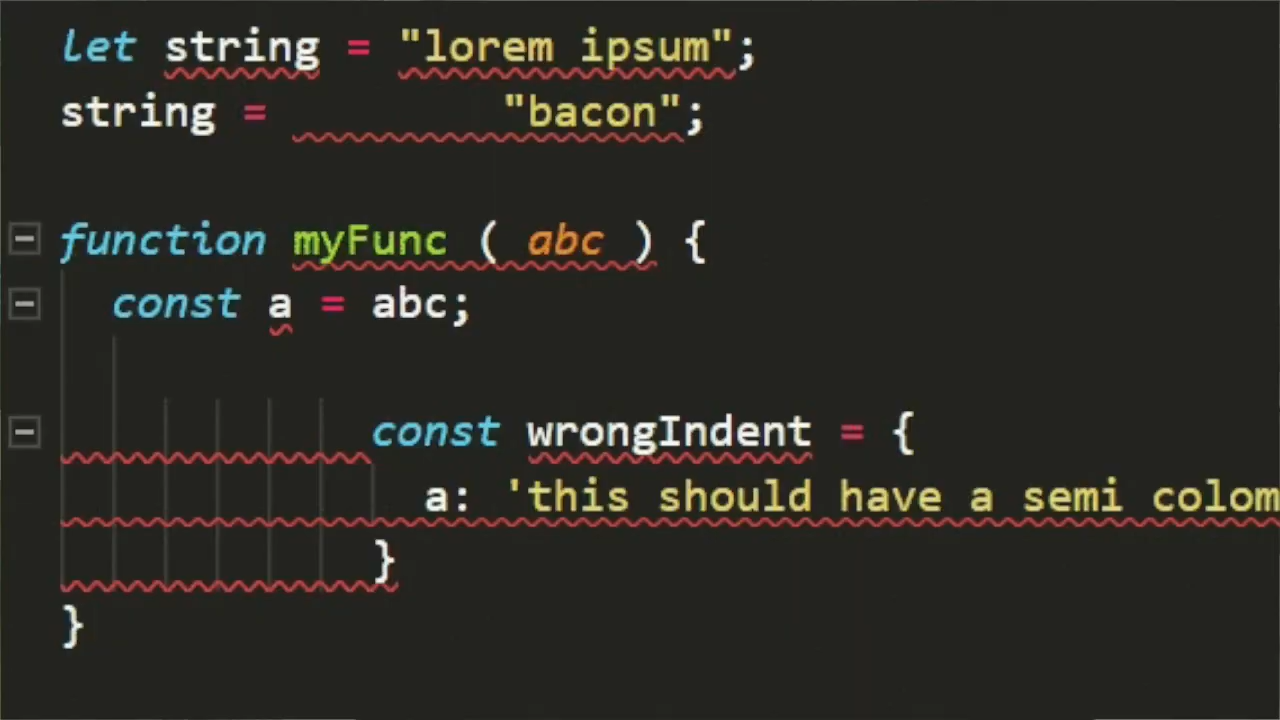 let string = "lorem ipsum";
string =         "bacon";
function myFunc ( abc ) {
  const a = abc;
            const wrongIndent = {
              a: 'this should have a semi colom
            }
}